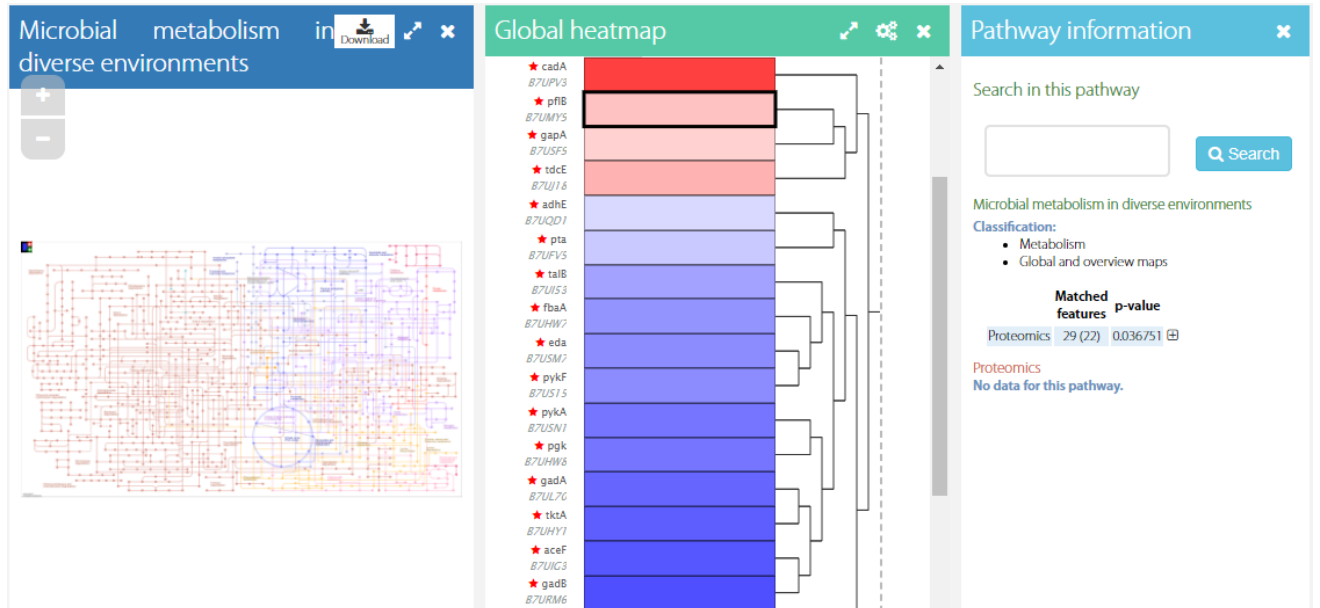 Microbial metabolism in
diverse environments
Download
Global heatmap
cadA
B7UPV3
pflB
B7UMY5
gapA
B7USF5
tdcE
B7UJ18
adhE
B7UQD1
pta
B7UFV5
talB
B7UI53
fbaA
B7UHW7
eda
B7USM7
pykF
B7US15
pykA
B7USN1
pgk
B7UHW8
gadA
B7UL70
tktA
B7UHY1
aceF
B7UIG3
gadB
B7URM6
Pathway information
Search in this pathway
Search
Microbial metabolism in diverse environments
Classification:
Metabolism
Global and overview maps
Matched
features p-value
Proteomics 29 (22) 0.036751
Proteomics
No data for this pathway.